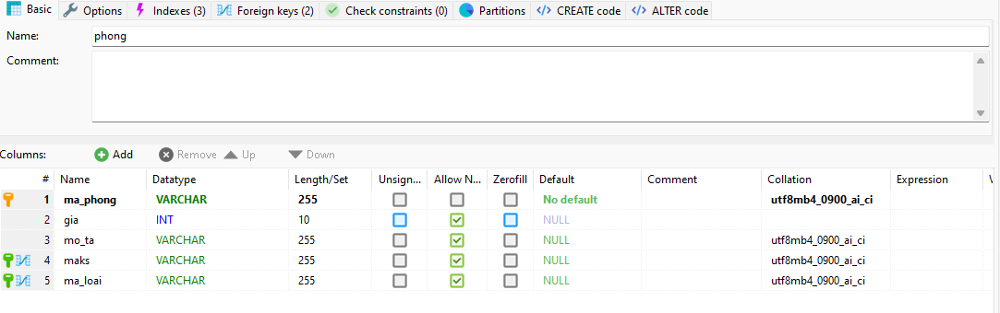 Basic Options Indexes (3) Foreign keys (2) Check constraints (0) Partitions CREATE code ALTER code
Name: phong
Comment:
Columns: Add Remove Up Down
# Name Datatype Length/Set Unsign... Allow N... Zerofill Default Comment Collation Expression V
1 ma_phong VARCHAR 255 No default utf8mb4_0900_ai_ci
2 gia INT 10 NULL
3 mo_ta VARCHAR 255 NULL utf8mb4_0900_ai_ci
4 maks VARCHAR 255 NULL utf8mb4_0900_ai_ci
5 ma_loai VARCHAR 255 NULL utf8mb4_0900_ai_ci